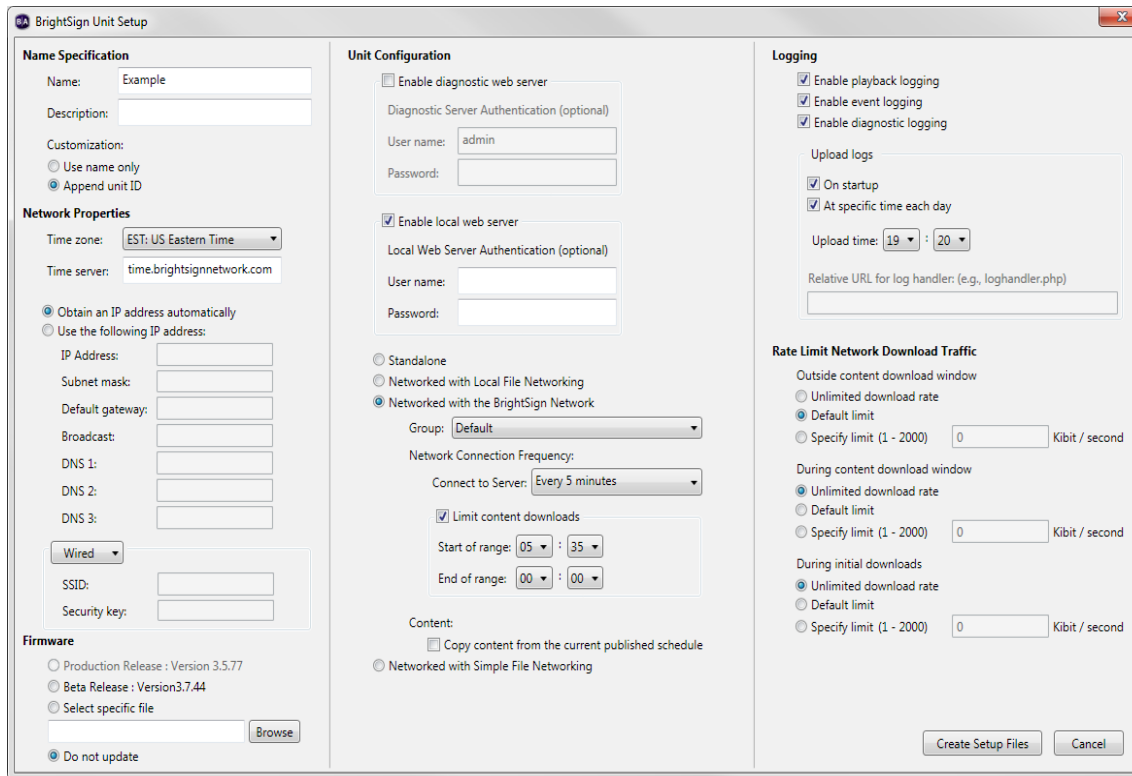 BrightSign Unit Setup
Name Specification
Name: Example
Description:
Customization:
Use name only
Append unit ID
Network Properties
Time zone: EST: US Eastern Time
Time server: time.brightsignnetwork.com
Obtain an IP address automatically
Use the following IP address:
IP Address:
Subnet mask:
Default gateway:
Broadcast:
DNS 1:
DNS 2:
DNS 3:
Wired
SSID:
Security key:
Firmware
Production Release : Version 3.5.77
Beta Release : Version3.7.44
Select specific file
Browse
Do not update
Unit Configuration
Enable diagnostic web server
Diagnostic Server Authentication (optional)
User name: admin
Password:
Enable local web server
Local Web Server Authentication (optional)
User name:
Password:
Standalone
Networked with Local File Networking
Networked with the BrightSign Network
Group: Default
Network Connection Frequency:
Connect to Server: Every 5 minutes
Limit content downloads
Start of range: 05 : 35
End of range: 00 : 00
Content:
Copy content from the current published schedule
Networked with Simple File Networking
Logging
Enable playback logging
Enable event logging
Enable diagnostic logging
Upload logs
On startup
At specific time each day
Upload time: 19 : 20
Relative URL for log handler: (e.g., loghandler.php)
Rate Limit Network Download Traffic
Outside content download window
Unlimited download rate
Default limit
Specify limit (1 - 2000) 0 Kibit / second
During content download window
Unlimited download rate
Default limit
Specify limit (1 - 2000) 0 Kibit / second
During initial downloads
Unlimited download rate
Default limit
Specify limit (1 - 2000) 0 Kibit / second
Create Setup Files
Cancel